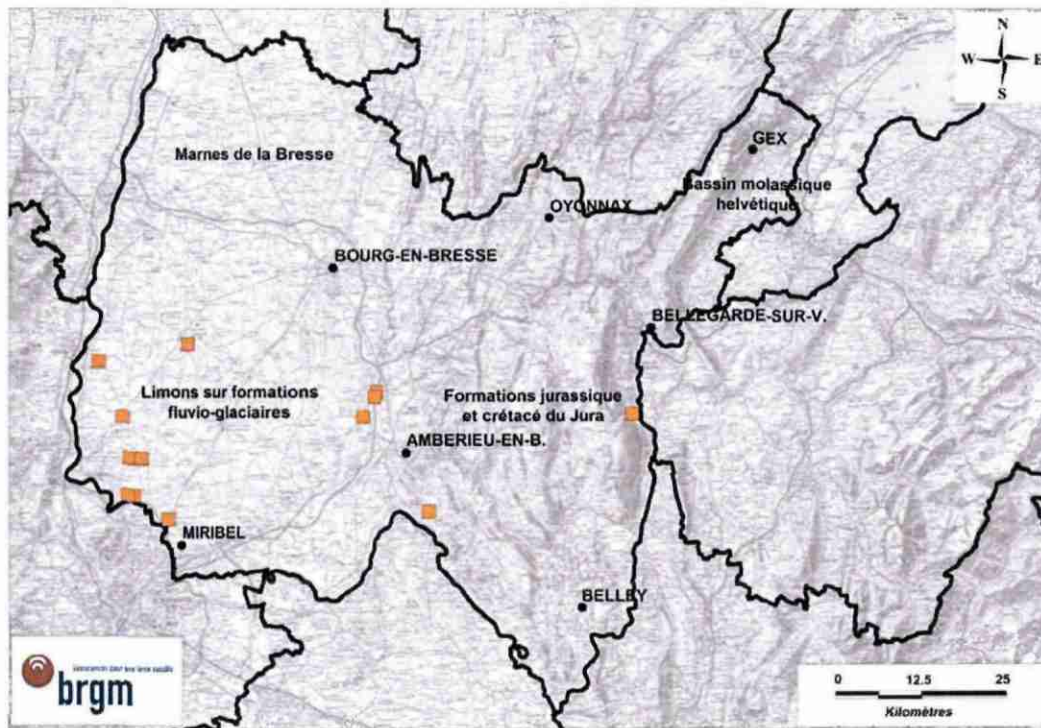 N
W E
S
GEX
Marnes de la Bresse
Bassin molassique
helvétique
OYONNAX
BOURG-EN-BRESSE
BELLEGARDE-SUR-V.
Limons sur formations
fluvio-glaciaires
Formations jurassique
et crétacé du Jura
AMBERIEU-EN-B.
MIRIBEL
BELLEY
brgm
0 12.5 25
Kilomètres